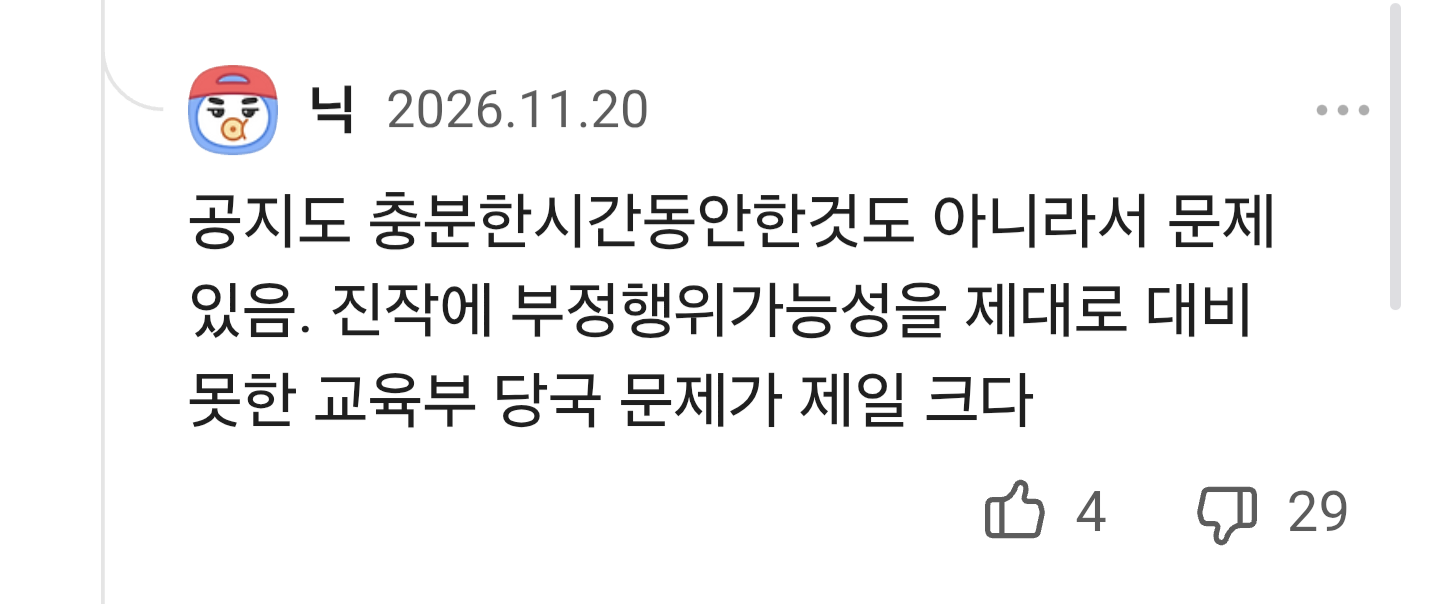 닉 2026.11.20
공지도 충분한시간동안한것도 아니라서 문제
있음. 진작에 부정행위가능성을 제대로 대비
못한 교육부 당국 문제가 제일 크다
4 29